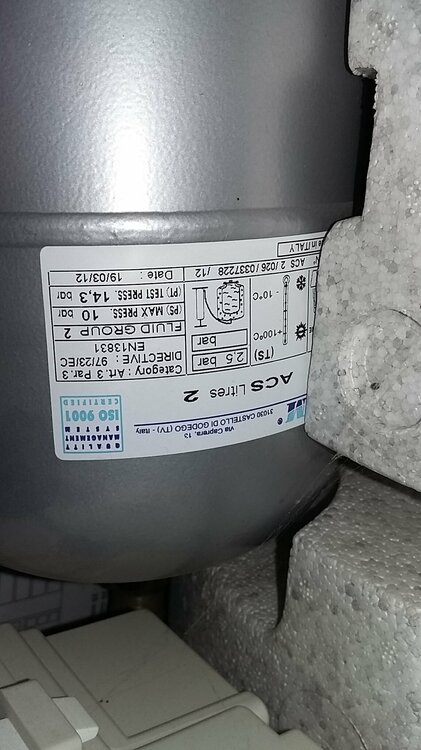 Via Caprera, 13
31030 CASTELLO DI GODEGO (TV) - Italy
ISO 9001
QUALITY
MANAGEMENT
SYSTEM
CERTIFIED
ACS Litres 2
Category : Art.3 Par.3
DIRECTIVE : 97/23/EC
EN13831
FLUID GROUP 2
(PS) MAX PRESS. 10 bar
(PT) TEST PRESS. 14,3 bar
(TS)
+100°C
-10°C
2,5 bar
bar
N° ACS 2 /026 / 0337228 /12 Date : 19/03/12
in ITALY